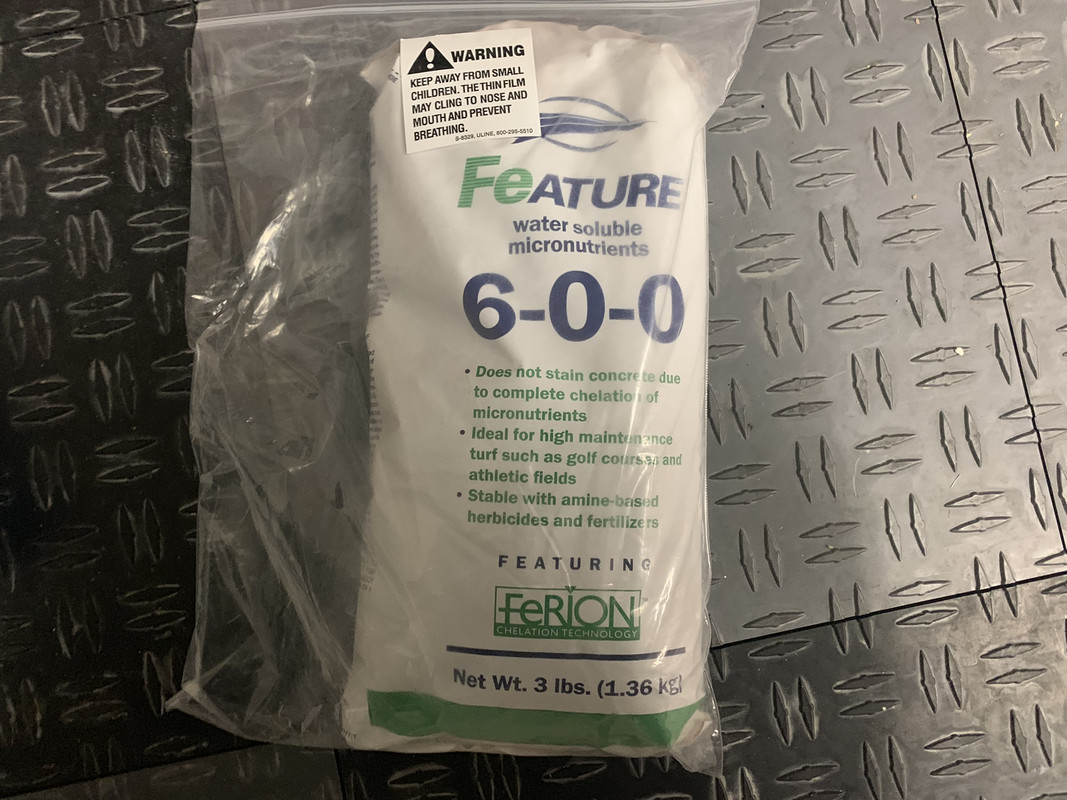 WARNING
KEEP AWAY FROM SMALL
CHILDREN. THE THIN FILM
MAY CLING TO NOSE AND
MOUTH AND PREVENT
BREATHING.
S-8329, ULINE, 800-295-5510
FeATURE
water soluble
micronutrients
6-0-0
• Does not stain concrete due
to complete chelation of
micronutrients
• Ideal for high maintenance
turf such as golf courses and
athletic fields
• Stable with amine-based
herbicides and fertilizers
FEATURING
FeRiON
CHELATION TECHNOLOGY
Net Wt. 3 lbs. (1.36 kg)